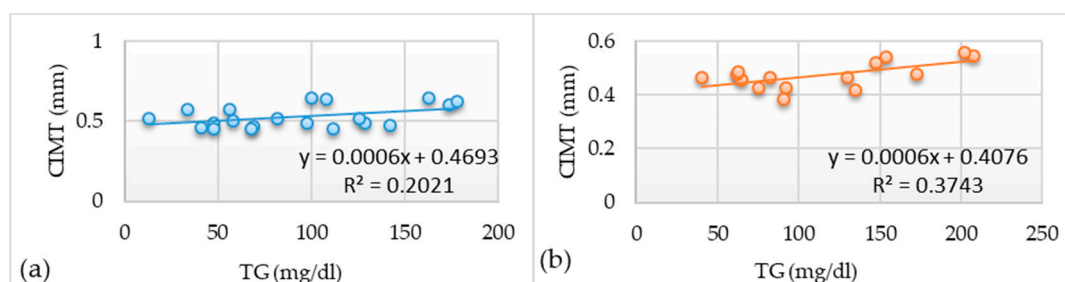 1
0.5
0
CIMT (mm)
y = 0.0006x + 0.4693
R² = 0.2021
0 50 100 150 200
(a)
TG (mg/dl)
0.6
0.4
0.2
0
CIMT (mm)
y = 0.0006x + 0.4076
R² = 0.3743
0 50 100 150 200 250
(b)
TG (mg/dl)